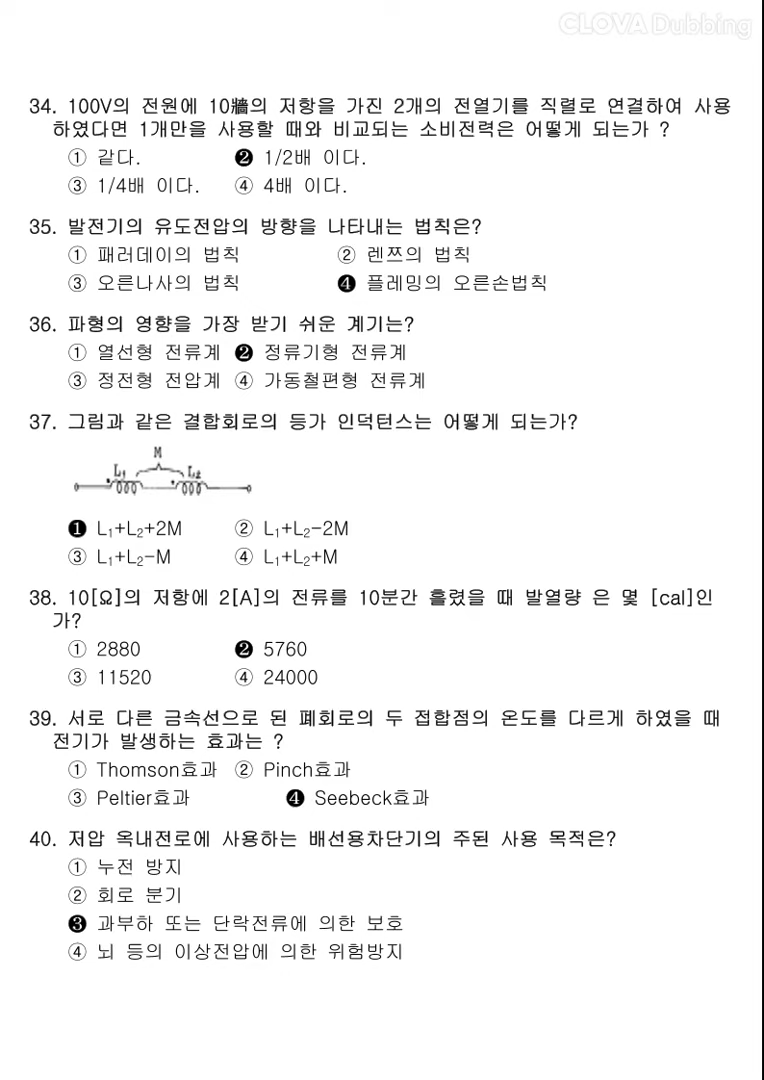 CLOVA Dubbing
34. 100V의 전원에 10牆의 저항을 가진 2개의 전열기를 직렬로 연결하여 사용
하였다면 1개만을 사용할 때와 비교되는 소비전력은 어떻게 되는가 ?
① 같다. ❷ 1/2배 이다.
③ 1/4배 이다. ④ 4배 이다.
35. 발전기의 유도전압의 방향을 나타내는 법칙은?
① 패러데이의 법칙 ② 렌쯔의 법칙
③ 오른나사의 법칙 ❹ 플레밍의 오른손법칙
36. 파형의 영향을 가장 받기 쉬운 계기는?
① 열선형 전류계 ❷ 정류기형 전류계
③ 정전형 전압계 ④ 가동철편형 전류계
37. 그림과 같은 결합회로의 등가 인덕턴스는 어떻게 되는가?
M
L₁ L₂
❶ L₁+L₂+2M ② L₁+L₂-2M
③ L₁+L₂-M ④ L₁+L₂+M
38. 10[Ω]의 저항에 2[A]의 전류를 10분간 흘렸을 때 발열량 은 몇 [cal]인
가?
① 2880 ❷ 5760
③ 11520 ④ 24000
39. 서로 다른 금속선으로 된 폐회로의 두 접합점의 온도를 다르게 하였을 때
전기가 발생하는 효과는 ?
① Thomson효과 ② Pinch효과
③ Peltier효과 ❹ Seebeck효과
40. 저압 옥내전로에 사용하는 배선용차단기의 주된 사용 목적은?
① 누전 방지
② 회로 분기
❸ 과부하 또는 단락전류에 의한 보호
④ 뇌 등의 이상전압에 의한 위험방지